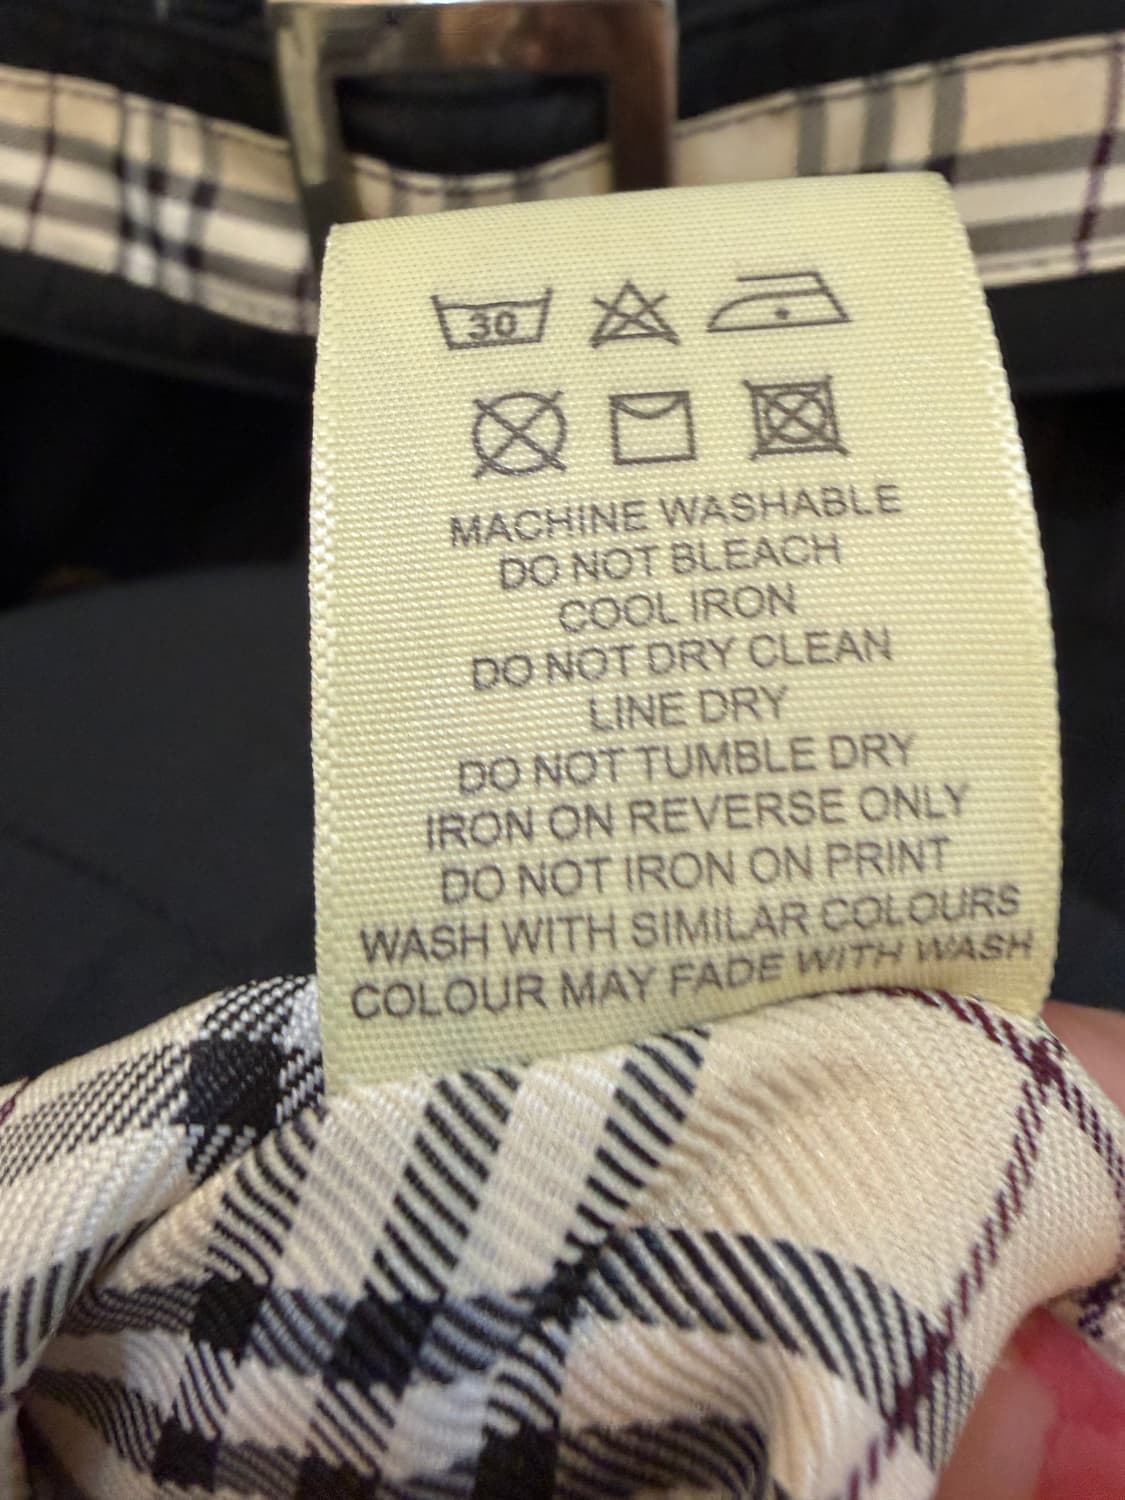 30
MACHINE WASHABLE
DO NOT BLEACH
COOL IRON
DO NOT DRY CLEAN
LINE DRY
DO NOT TUMBLE DRY
IRON ON REVERSE ONLY
DO NOT IRON ON PRINT
WASH WITH SIMILAR COLOURS
COLOUR MAY FADE WITH WASH